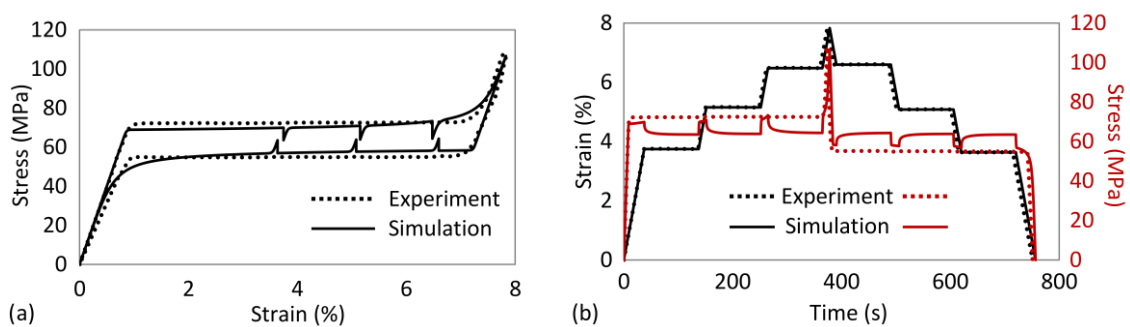 120
100
80
60
40
20
0
Stress (MPa)
Experiment
Simulation
0 2 4 6 8
(a)
Strain (%)
8
6
4
2
0
Strain (%)
Experiment
Simulation
120
100
80
60
40
20
0
Stress (MPa)
0 200 400 600 800
(b)
Time (s)